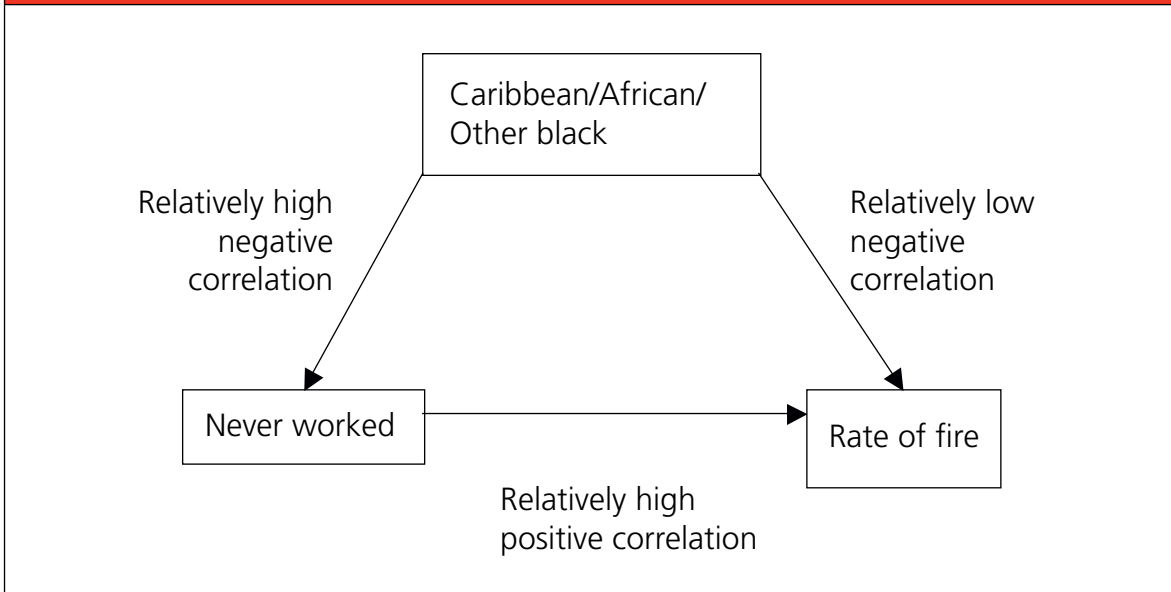 Caribbean/African/
Other black
Relatively high
negative
correlation
Relatively low
negative
correlation
Never worked
Rate of fire
Relatively high
positive correlation